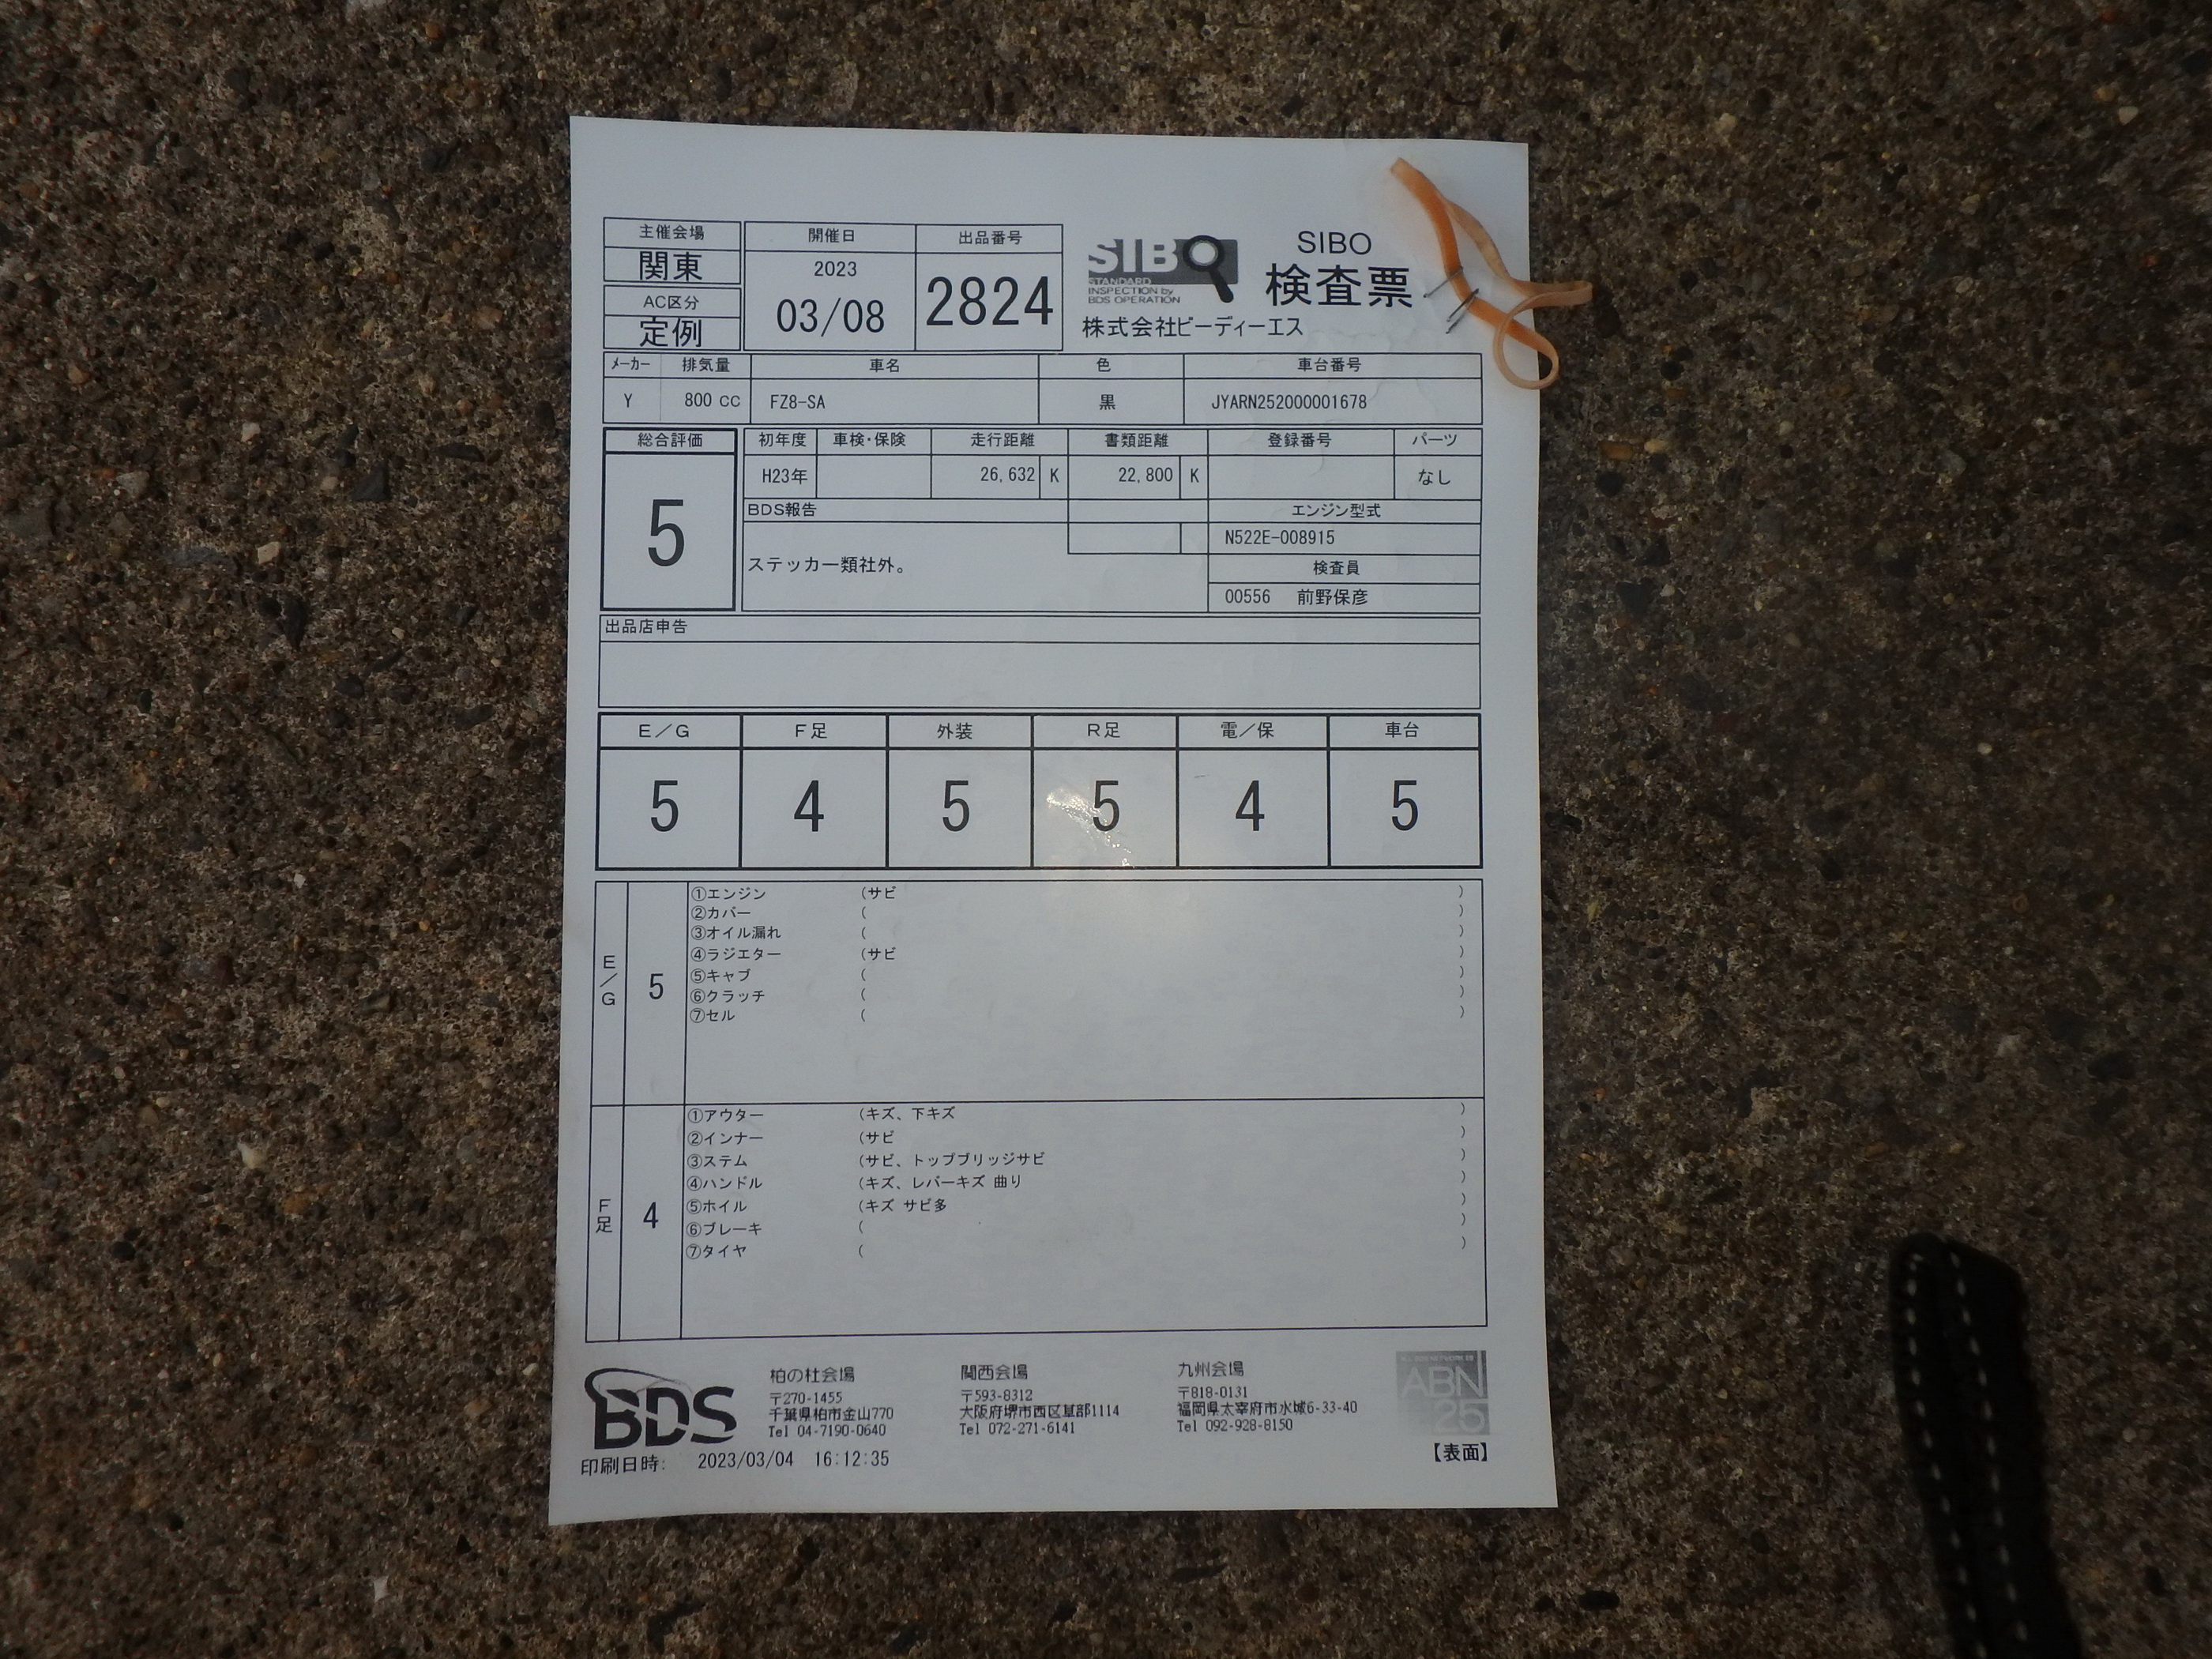 主催会場
関東
AC区分
定例
開催日
2023
03/08
出品番号
2824
SIBO
STANDARD
INSPECTION by
BDS OPERATION
SIBO
検査票
株式会社ビーディーエス
メーカー 排気量 車名 色 車台番号
Y 800 CC FZ8-SA 黒 JYARN252000001678
総合評価
5
初年度 車検・保険 走行距離 書類距離 登録番号 パーツ
H23年 26,632 K 22,800 K なし
BDS報告
ステッカー類社外。
エンジン型式
N522E-008915
検査員
00556 前野保彦
出品店申告
E/G F足 外装 R足 電/保 車台
5 4 5 5 4 5
E/G
5
①エンジン (サビ )
②カバー ( )
③オイル漏れ ( )
④ラジエター (サビ )
⑤キャブ ( )
⑥クラッチ ( )
⑦セル ( )
F足
4
①アウター (キズ、下キズ )
②インナー (サビ )
③ステム (サビ、トップブリッジサビ )
④ハンドル (キズ、レバーキズ 曲り )
⑤ホイル (キズ サビ多 )
⑥ブレーキ ( )
⑦タイヤ ( )
BDS
柏の杜会場
〒270-1455
千葉県柏市金山770
Tel 04-7190-0640
関西会場
〒593-8312
大阪府堺市西区草部1114
Tel 072-271-6141
九州会場
〒818-0131
福岡県太宰府市水城6-33-40
Tel 092-928-8150
ABN
25
【表面】
印刷日時: 2023/03/04 16:12:35